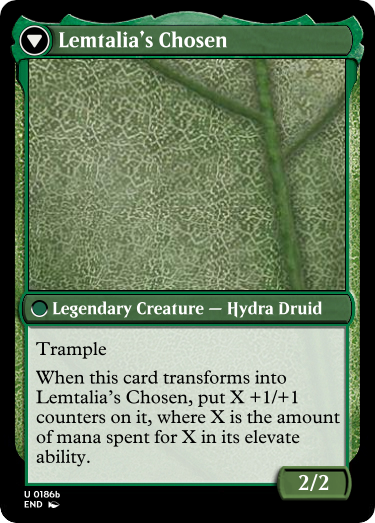 Lemtalia's Chosen
Legendary Creature — Hydra Druid
Trample
When this card transforms into
Lemtalia's Chosen, put X +1/+1
counters on it, where X is the amount
of mana spent for X in its elevate
ability.
2/2
U 0186b
END